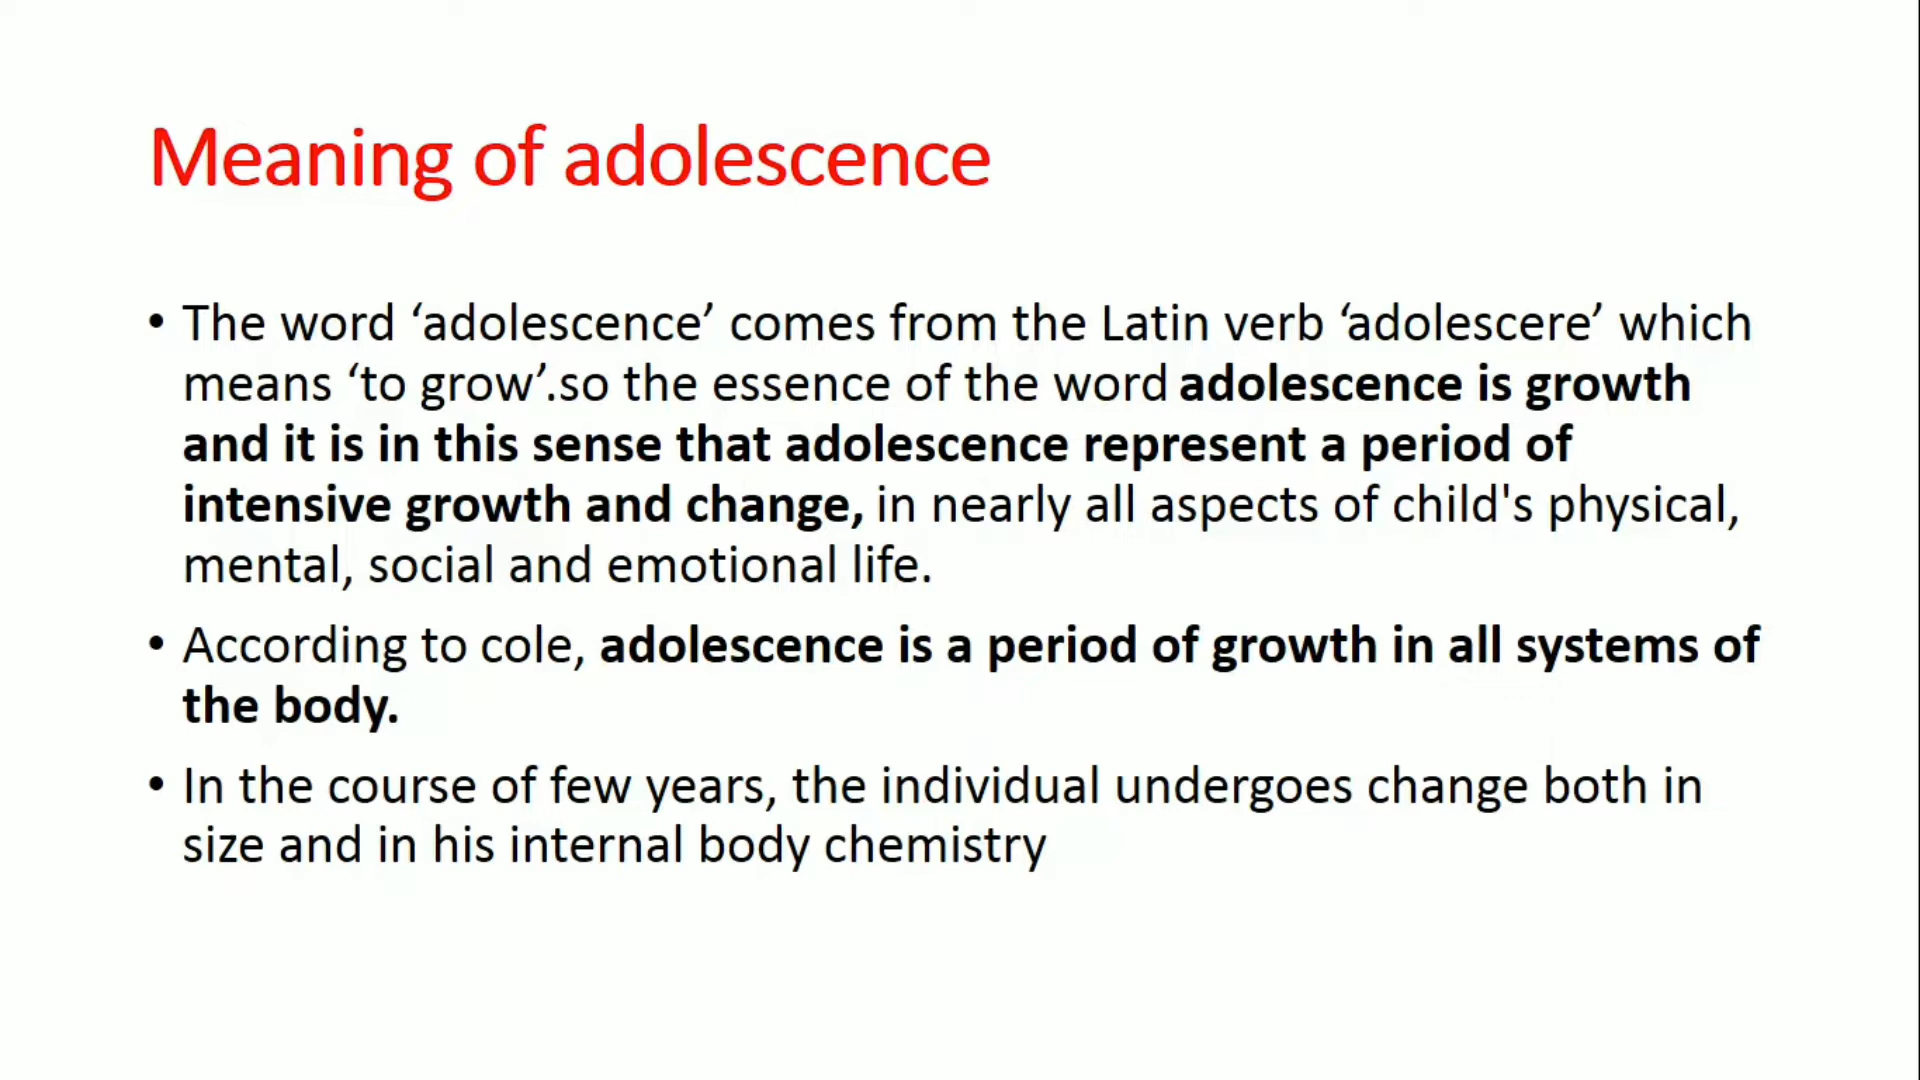 Meaning of adolescence
• The word ‘adolescence’ comes from the Latin verb ‘adolescere’ which
means ‘to grow’.so the essence of the word adolescence is growth
and it is in this sense that adolescence represent a period of
intensive growth and change, in nearly all aspects of child's physical,
mental, social and emotional life.
• According to cole, adolescence is a period of growth in all systems of
the body.
• In the course of few years, the individual undergoes change both in
size and in his internal body chemistry